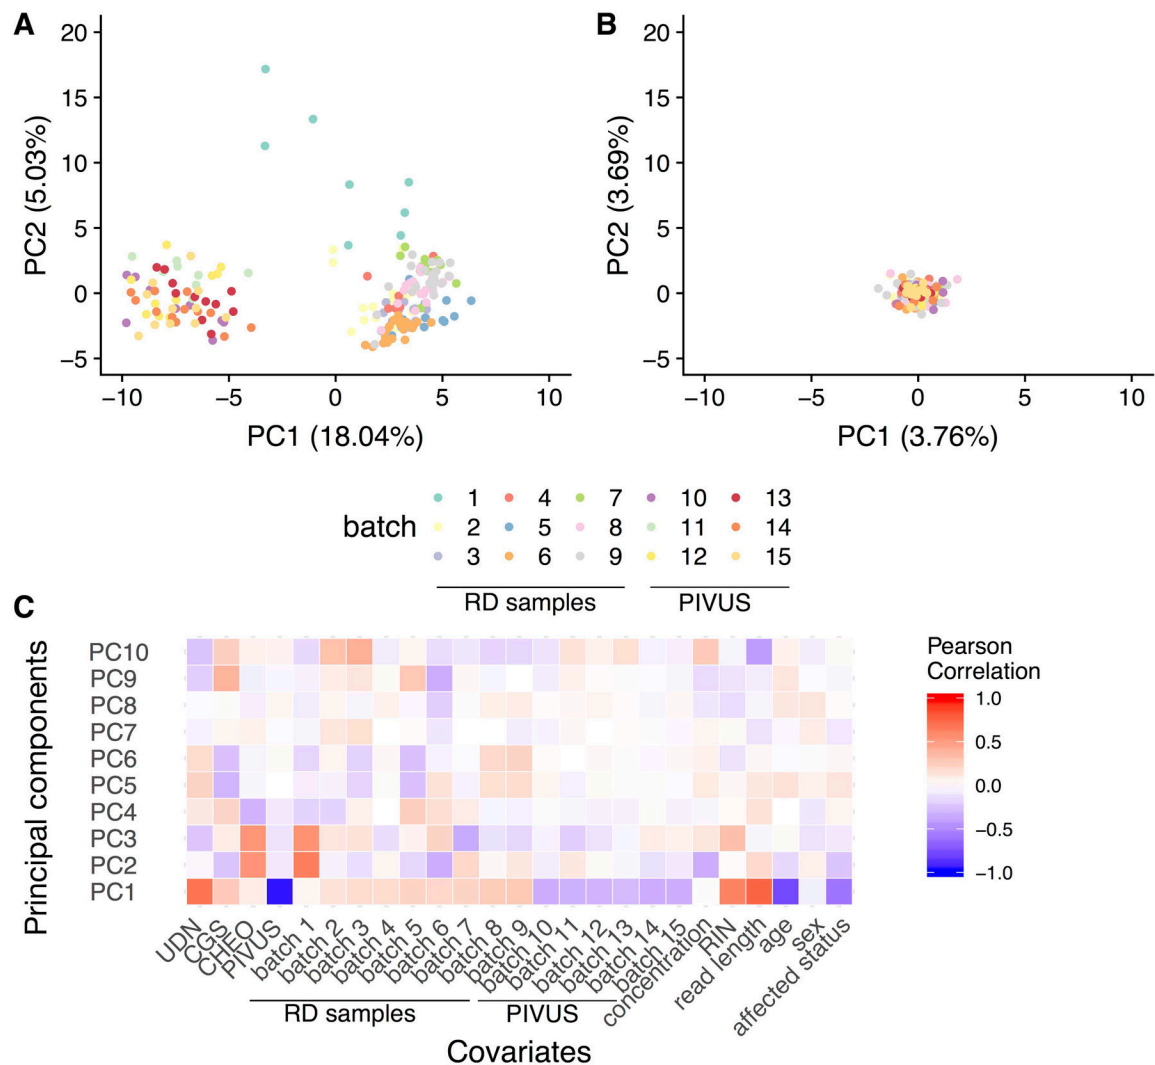 A
B
20
15
10
5
0
−5
PC2 (5.03%)
−10
−5
0
5
10
PC1 (18.04%)
20
15
10
5
0
−5
PC2 (3.69%)
−10
−5
0
5
10
PC1 (3.76%)
batch
1 4 7 10 13
2 5 8 11 14
3 6 9 12 15
RD samples PIVUS
C
Principal components
PC10
PC9
PC8
PC7
PC6
PC5
PC4
PC3
PC2
PC1
Pearson
Correlation
1.0
0.5
0.0
−0.5
−1.0
UDN
CGS
CHEO
PIVUS
batch 1
batch 2
batch 3
batch 4
batch 5
batch 6
batch 7
batch 8
batch 9
batch 10
batch 11
batch 12
batch 13
batch 14
batch 15
concentration
RIN
read length
age
sex
affected status
RD samples
PIVUS
Covariates